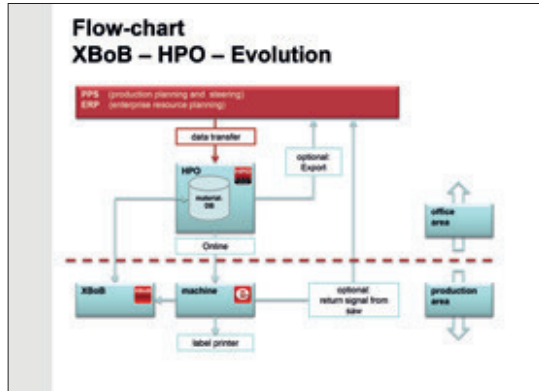 Flow-chart
XBoB – HPO – Evolution
PPS (production planning and steering)
ERP (enterprise resource planning)
data transfer
optional:
Export
HPO
material
DB
office
area
Online
XBoB
machine
optional:
return signal from
saw
production
area
label printer